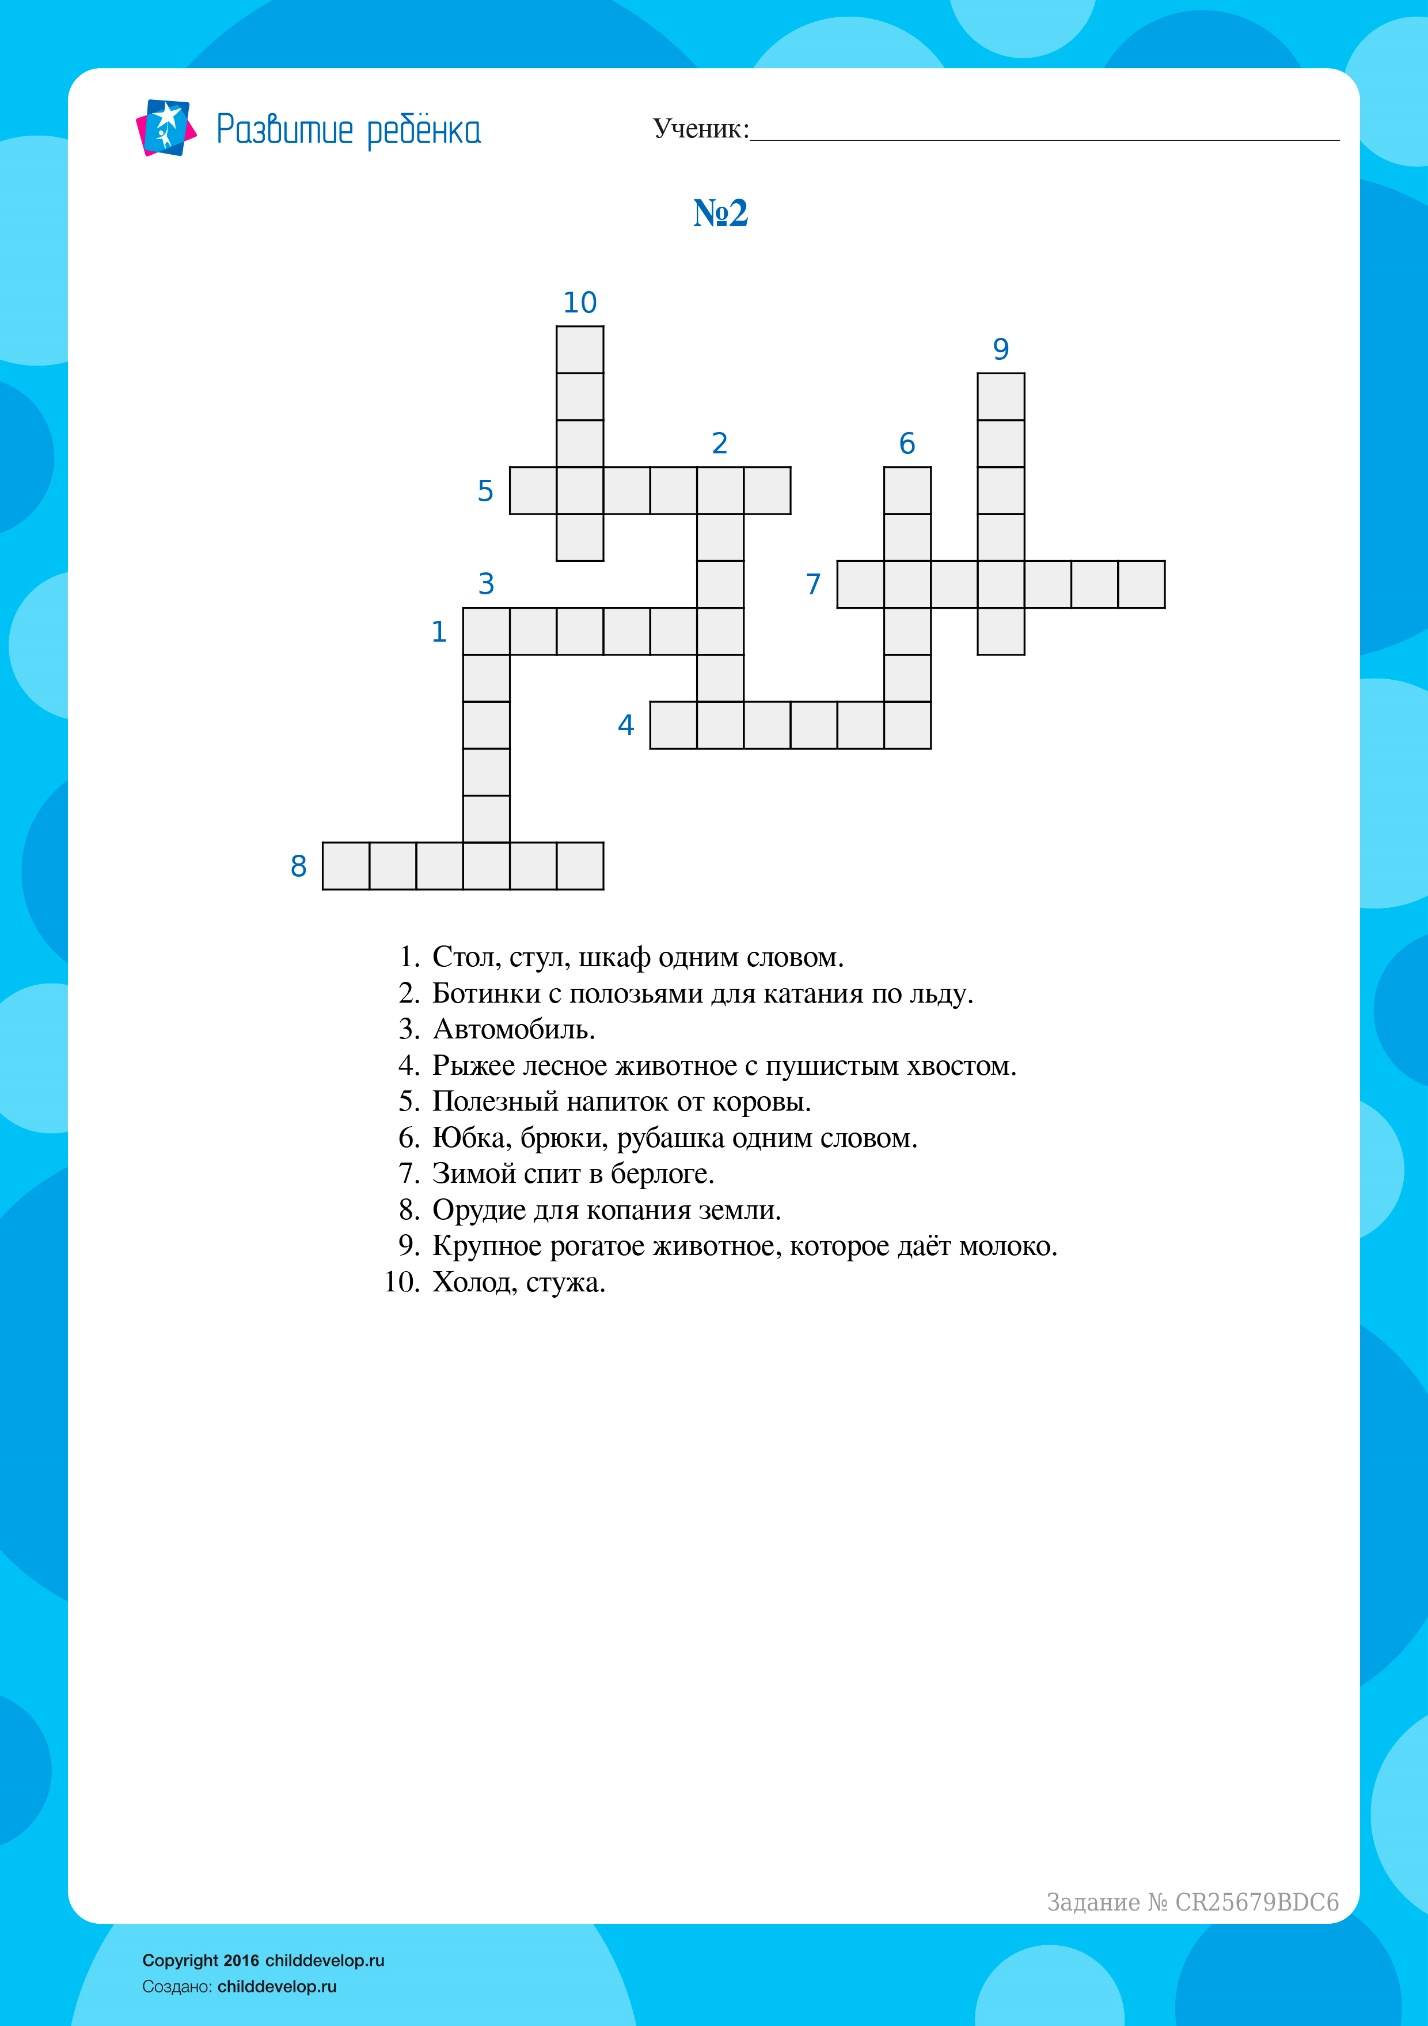 Развитие ребёнка
Ученик:
№2
10
9
2
6
5
3
7
1
4
8
1. Стол, стул, шкаф одним словом.
2. Ботинки с полозьями для катания по льду.
3. Автомобиль.
4. Рыжее лесное животное с пушистым хвостом.
5. Полезный напиток от коровы.
6. Юбка, брюки, рубашка одним словом.
7. Зимой спит в берлоге.
8. Орудие для копания земли.
9. Крупное рогатое животное, которое даёт молоко.
10. Холод, стужа.
Задание № CR25679BDC6
Copyright 2016 childdevelop.ru
Создано: childdevelop.ru